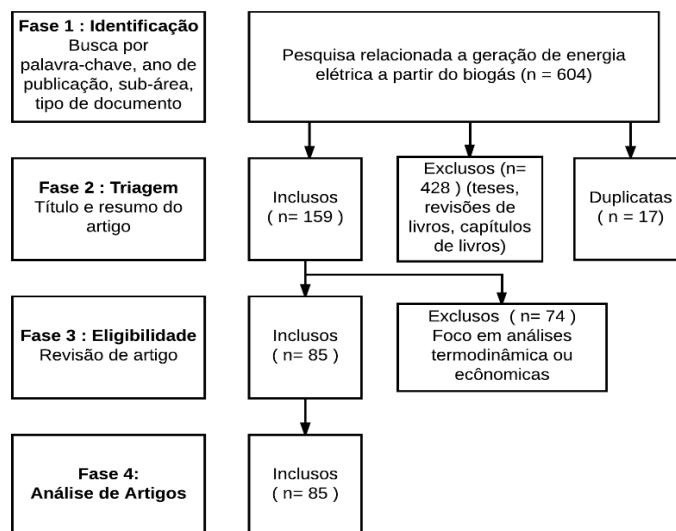 Fase 1 : Identificação
Busca por
palavra-chave, ano de
publicação, sub-área,
tipo de documento
Pesquisa relacionada a geração de energia
elétrica a partir do biogás (n = 604)
Fase 2 : Triagem
Título e resumo do
artigo
Inclusos
( n= 159 )
Exclusos (n=
428 ) (teses,
revisões de
livros, capítulos
de livros)
Duplicatas
( n = 17)
Fase 3 : Eligibilidade
Revisão de artigo
Inclusos
( n= 85 )
Exclusos ( n= 74 )
Foco em análises
termodinâmica ou
ecônomicas
Fase 4:
Análise de Artigos
Inclusos
( n= 85 )